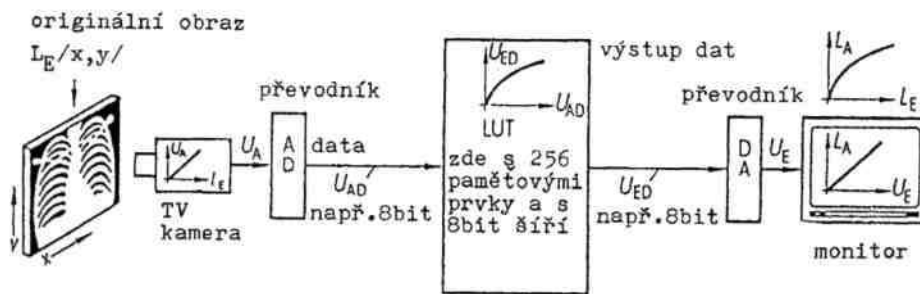 originální obraz
L_E/x,y/
y
x
U_A
L_E
TV
kamera
převodník
U_A
A
D
data
U_AD
např.8bit
U_ED
U_AD
LUT
zde s 256
paměťovými
prvky a s
8bit šíří
výstup dat
U_ED
např.8bit
převodník
D
A
U_E
L_A
L_E
L_A
U_E
monitor